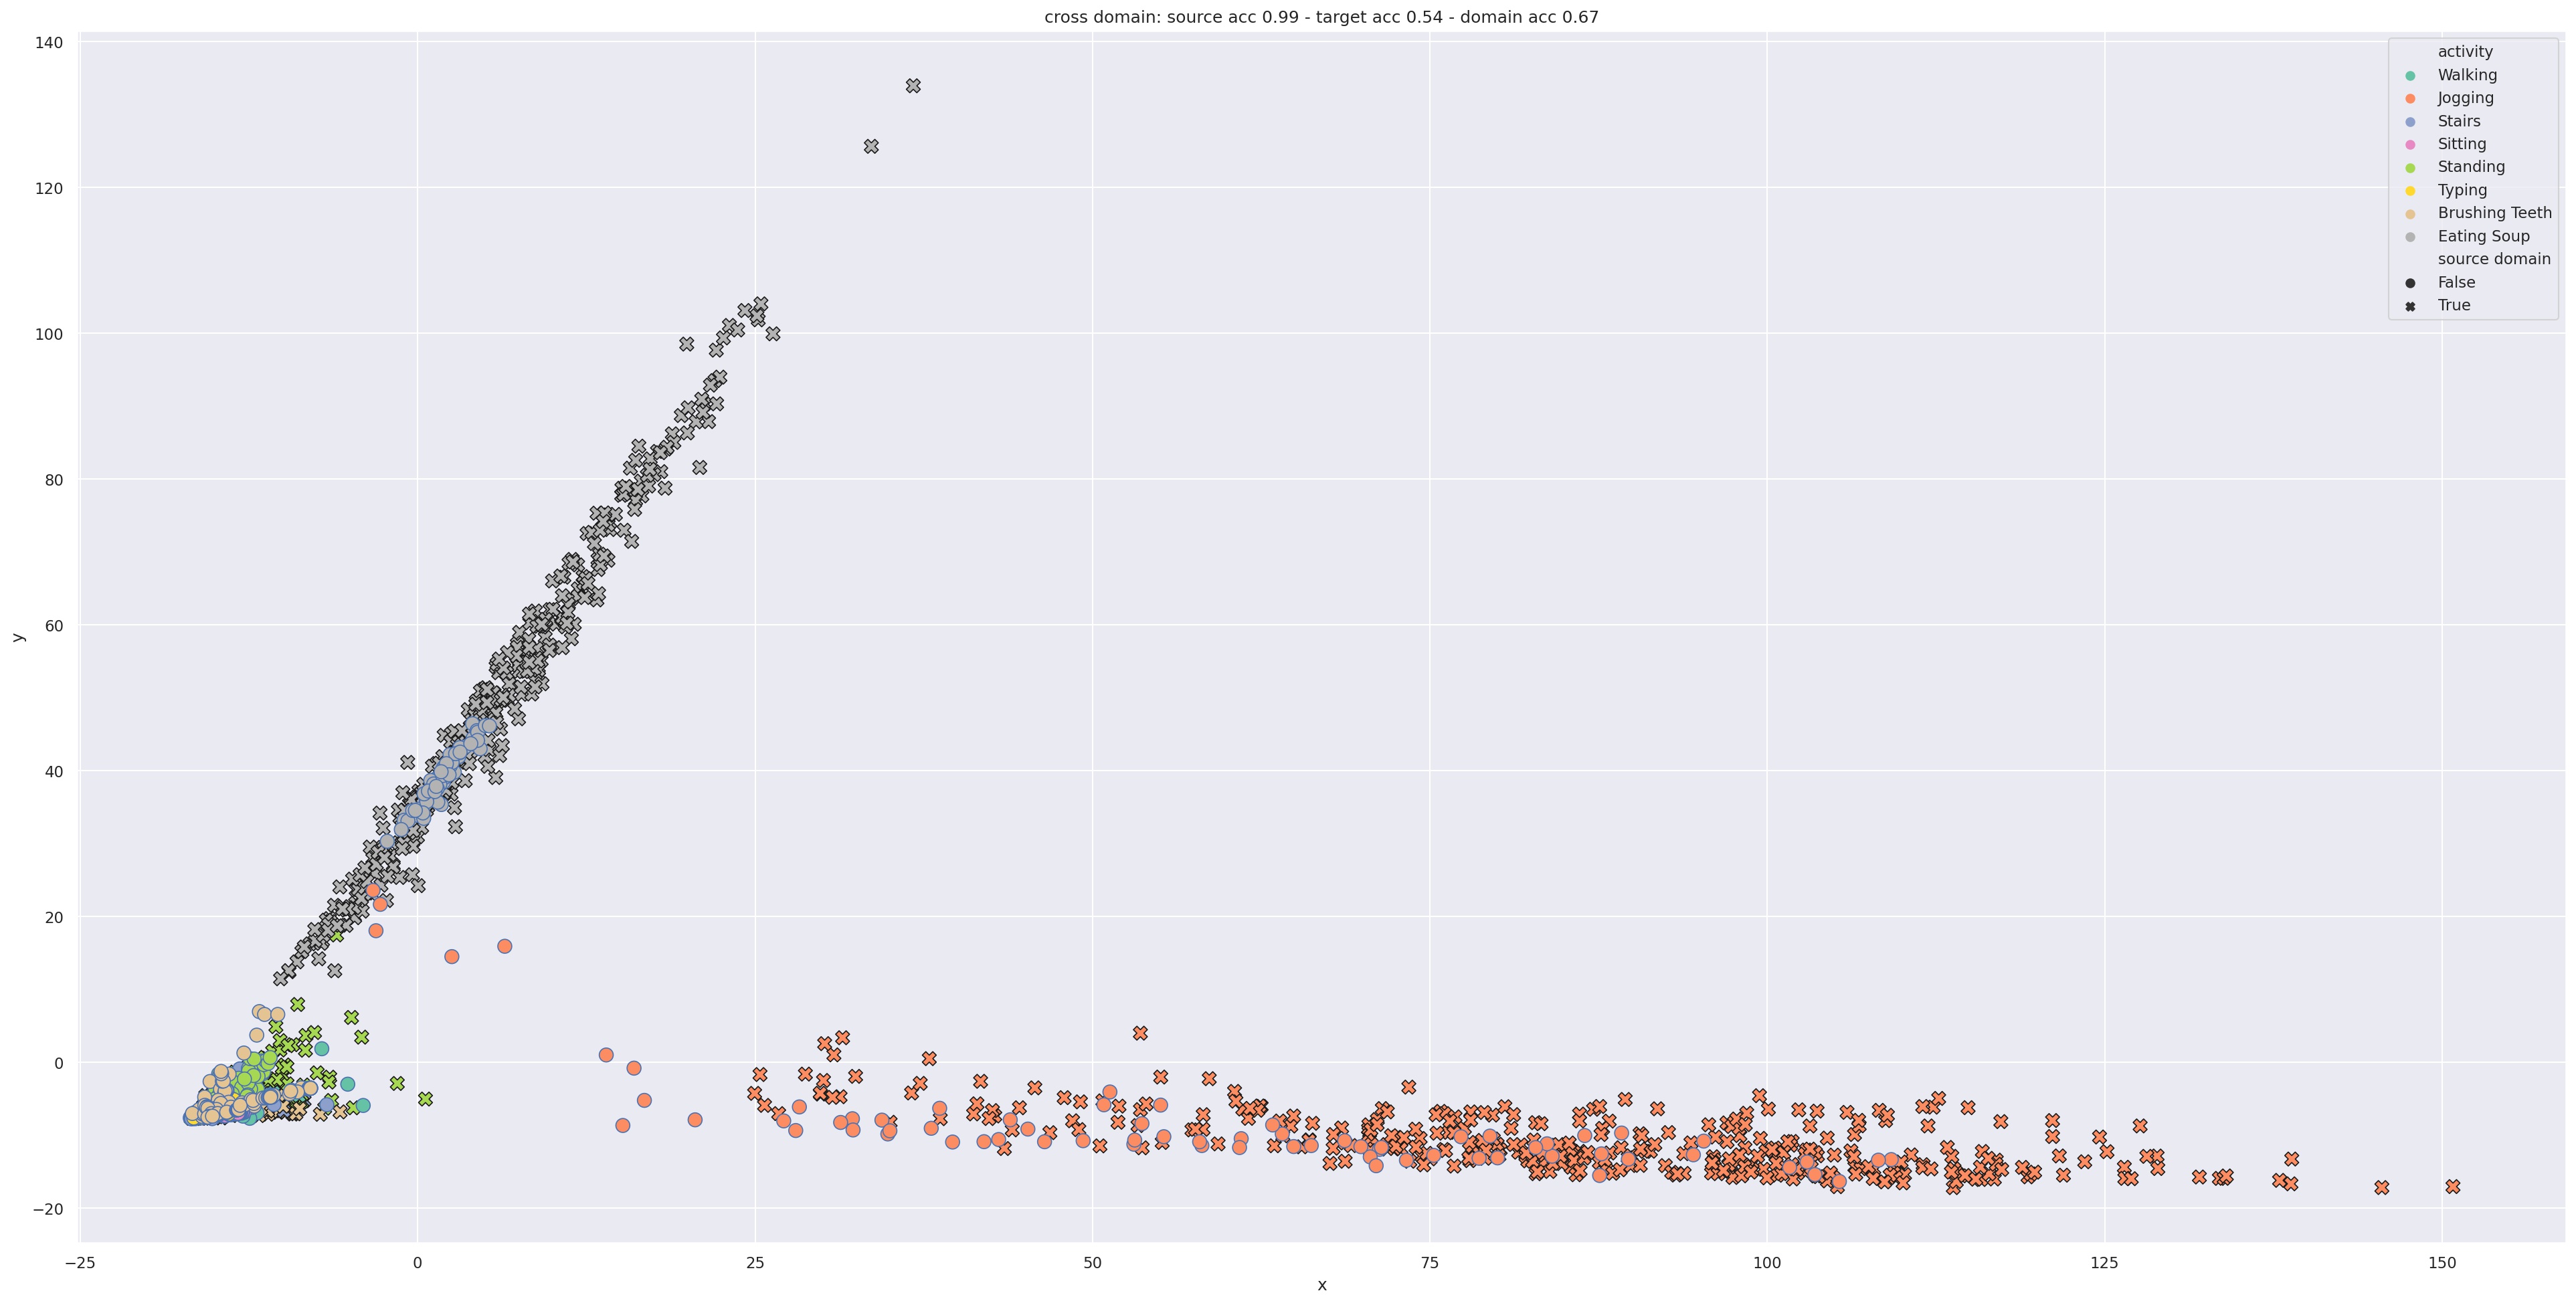 cross domain: source acc 0.99 - target acc 0.54 - domain acc 0.67
140
120
100
80
60
40
20
0
−20
y
−25
0
25
50
75
100
125
150
x
activity
Walking
Jogging
Stairs
Sitting
Standing
Typing
Brushing Teeth
Eating Soup
source domain
False
True